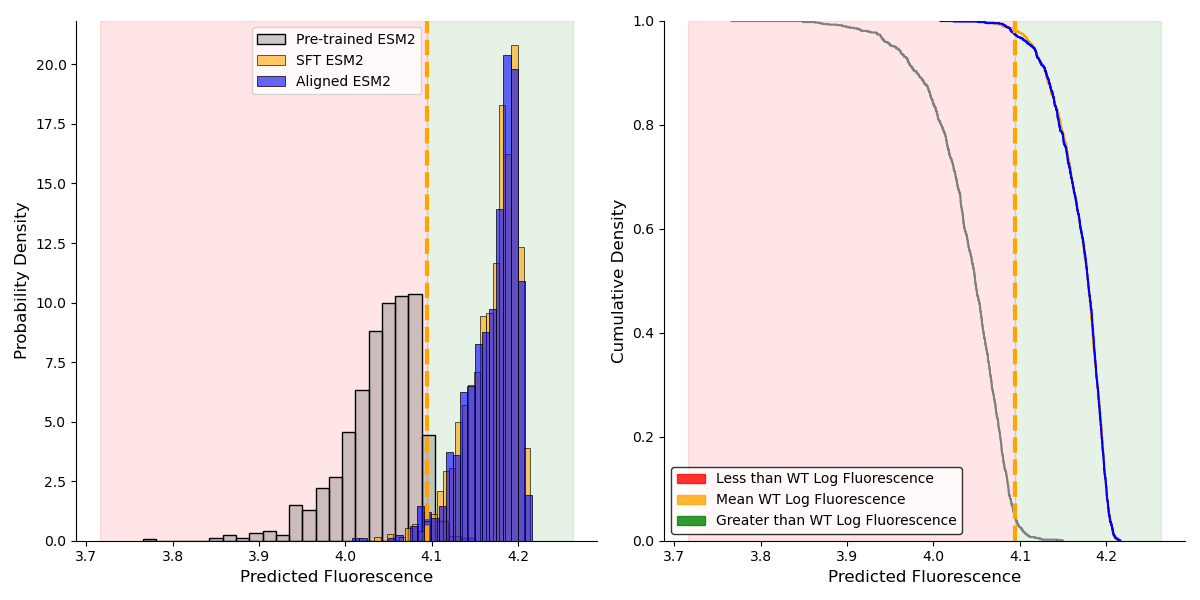 Pre-trained ESM2
SFT ESM2
Aligned ESM2
20.0
17.5
15.0
12.5
10.0
7.5
5.0
2.5
0.0
Probability Density
3.7 3.8 3.9 4.0 4.1 4.2
Predicted Fluorescence
1.0
0.8
0.6
0.4
0.2
0.0
Cumulative Density
Less than WT Log Fluorescence
Mean WT Log Fluorescence
Greater than WT Log Fluorescence
3.7 3.8 3.9 4.0 4.1 4.2
Predicted Fluorescence